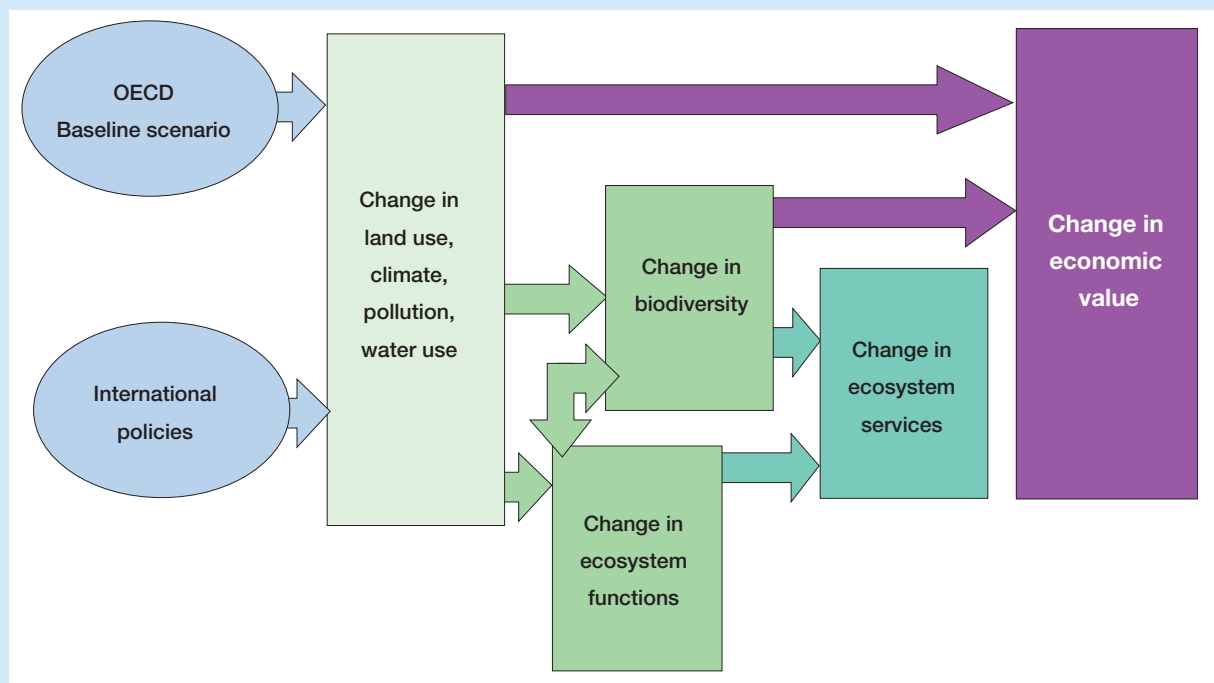 OECD
Baseline scenario
International
policies
Change in
land use,
climate,
pollution,
water use
Change in
biodiversity
Change in
ecosystem
functions
Change in
ecosystem
services
Change in
economic
value